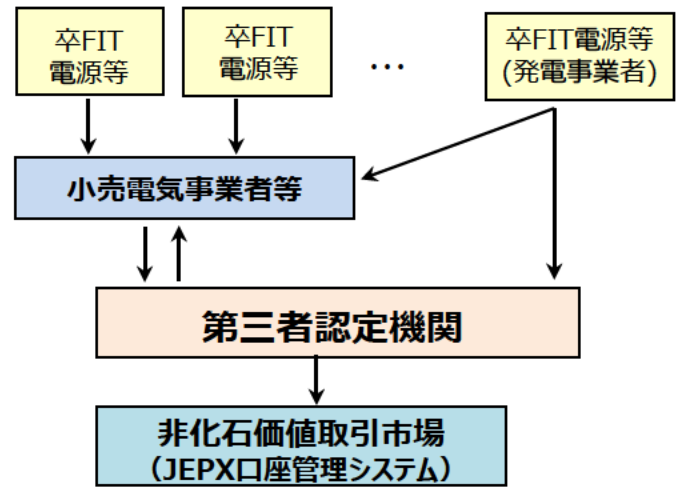 卒FIT
電源等
卒FIT
電源等
…
卒FIT電源等
(発電事業者)
小売電気事業者等
第三者認定機関
非化石価値取引市場
（JEPX口座管理システム）